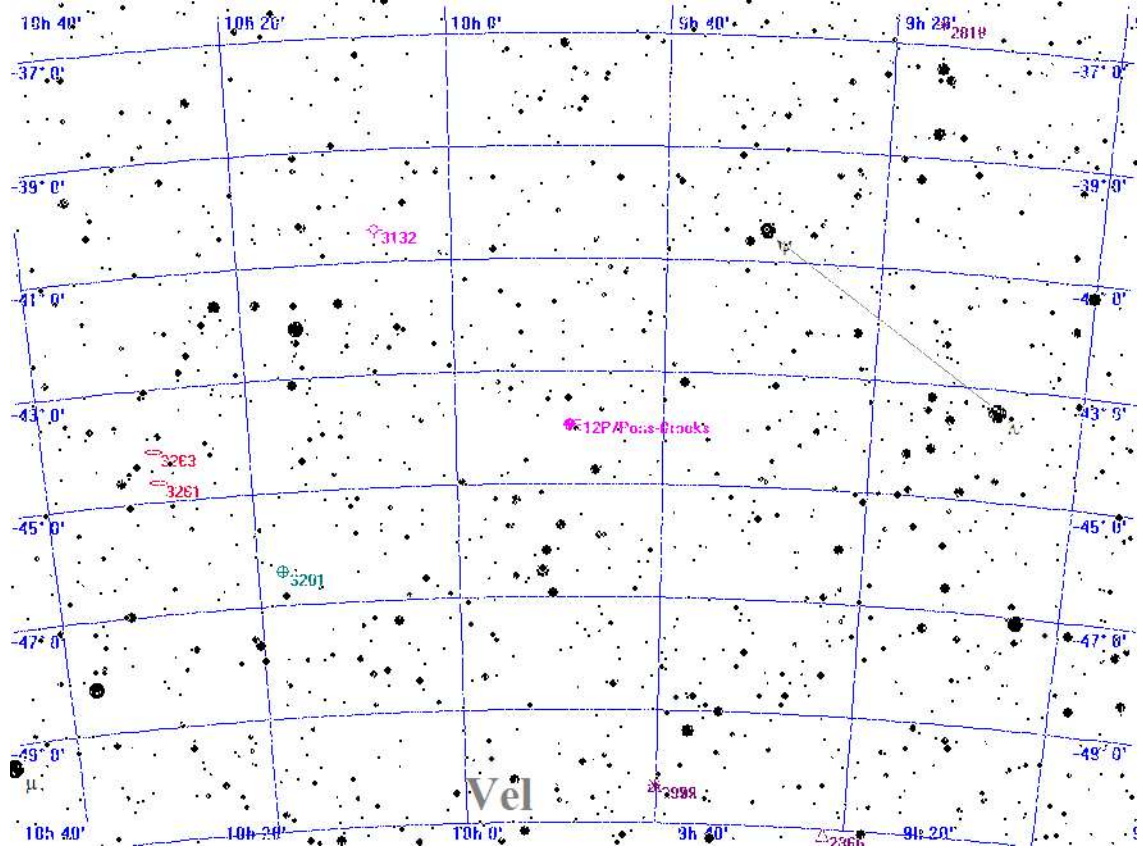 10h 40'
10h 20'
10h 0'
9h 40'
9h 20'
2818
-37° 0'
-37° 0'
-39° 0'
-39° 0'
3132
Ψ
-41° 0'
-41° 0'
-43° 0'
-43° 0'
12P/Pons-Brooks
λ
3263
3261
-45° 0'
-45° 0'
3201
-47° 0'
-47° 0'
-49° 0'
-49° 0'
μ
Vel
10h 40'
10h 20'
10h 0'
9h 40'
9h 20'